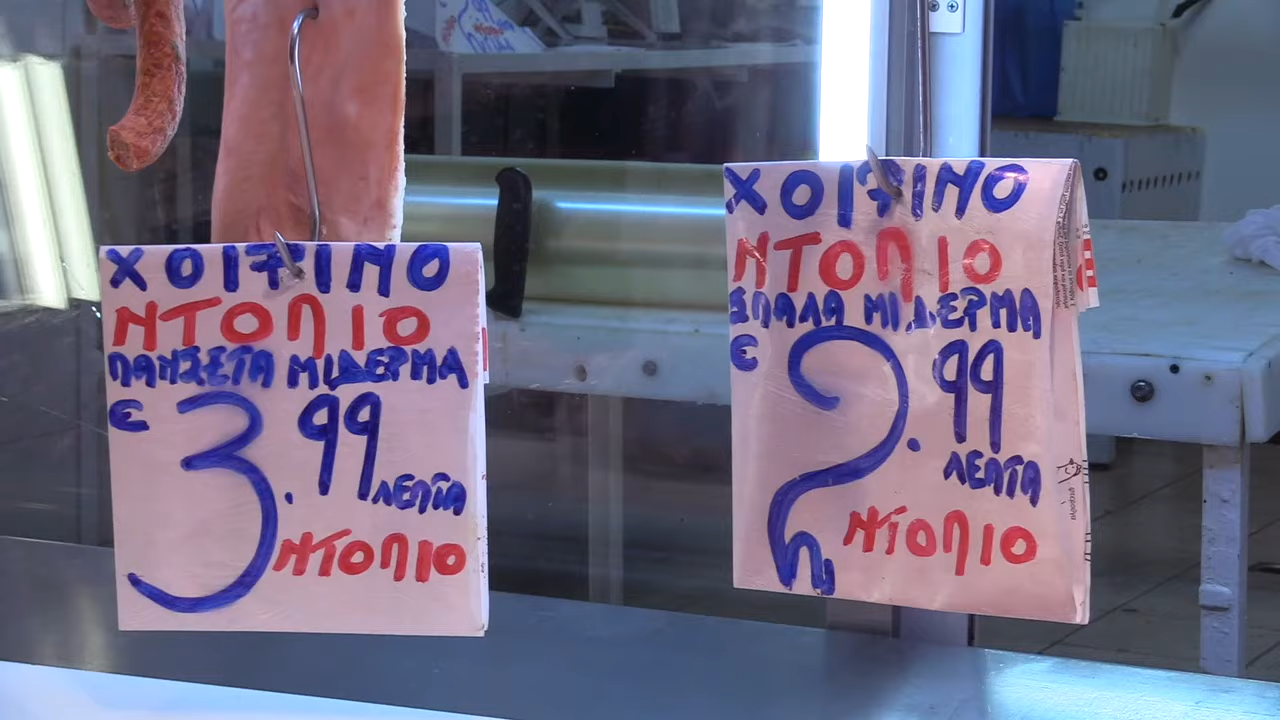 ΧΟΙΡΙΝΟ
ΝΤΟΠΙΟ
ΠΑΝΣΕΤΑ ΜΙΔΕΡΜΑ
€ 3.99
ΛΕΠΤΑ
ΝΤΟΠΙΟ
ΧΟΙΡΙΝΟ
ΝΤΟΠΙΟ
ΣΠΑΛΑ ΜΙΔΕΡΜΑ
€ 2.99
ΛΕΠΤΑ
ΝΤΟΠΙΟ